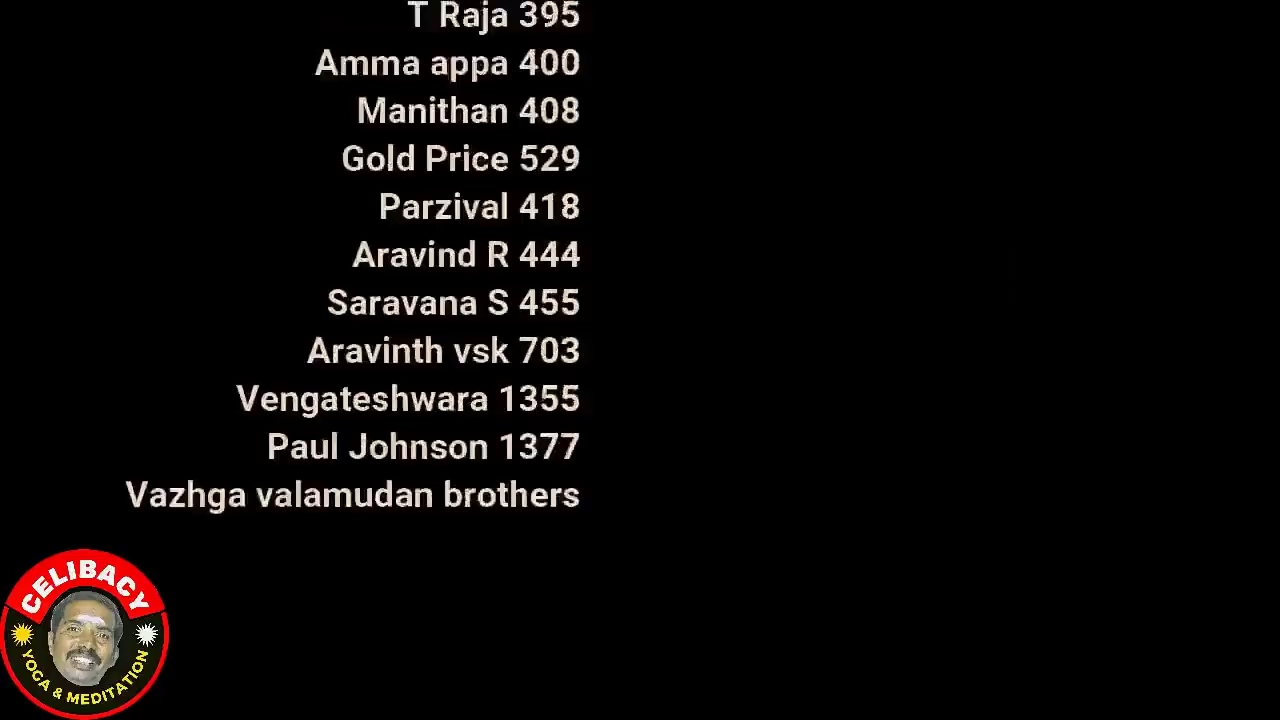 T Raja 395
Amma appa 400
Manithan 408
Gold Price 529
Parzival 418
Aravind R 444
Saravana S 455
Aravinth vsk 703
Vengateshwara 1355
Paul Johnson 1377
Vazhga valamudan brothers
CELIBACY
YOGA & MEDITATION